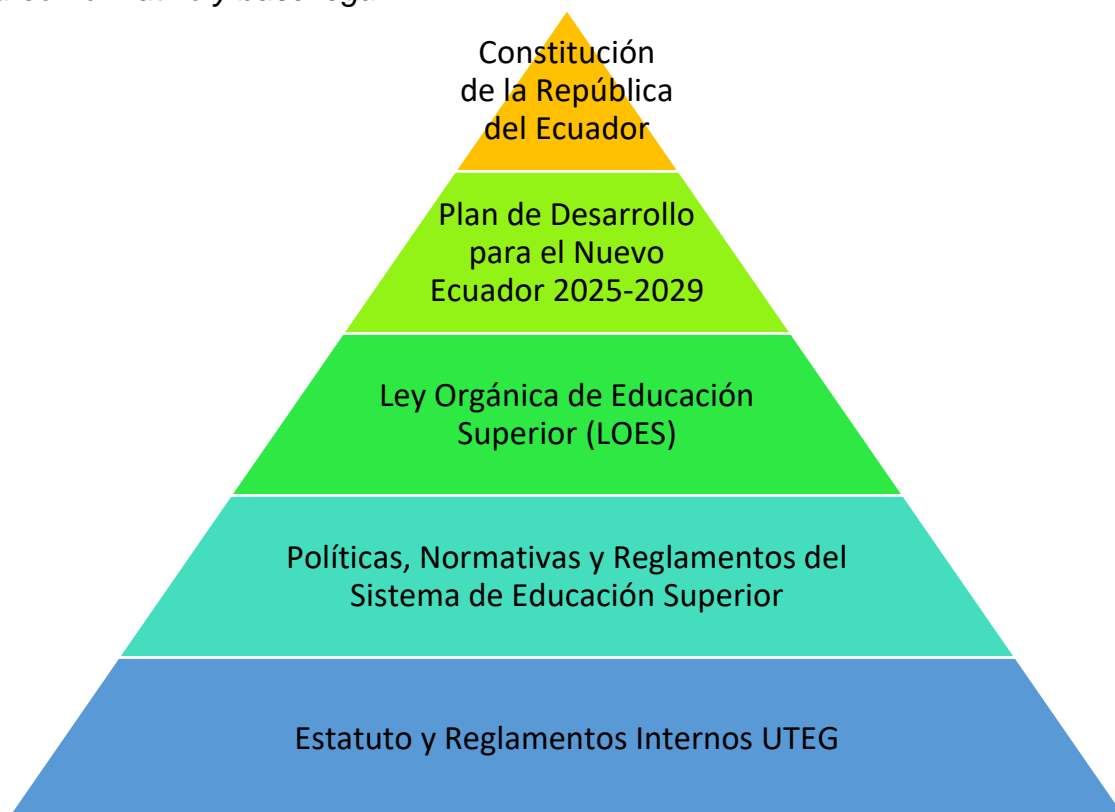 y
Constitución
de la República
del Ecuador
Plan de Desarrollo
para el Nuevo
Ecuador 2025-2029
Ley Orgánica de Educación
Superior (LOES)
Políticas, Normativas y Reglamentos del
Sistema de Educación Superior
Estatuto y Reglamentos Internos UTEG